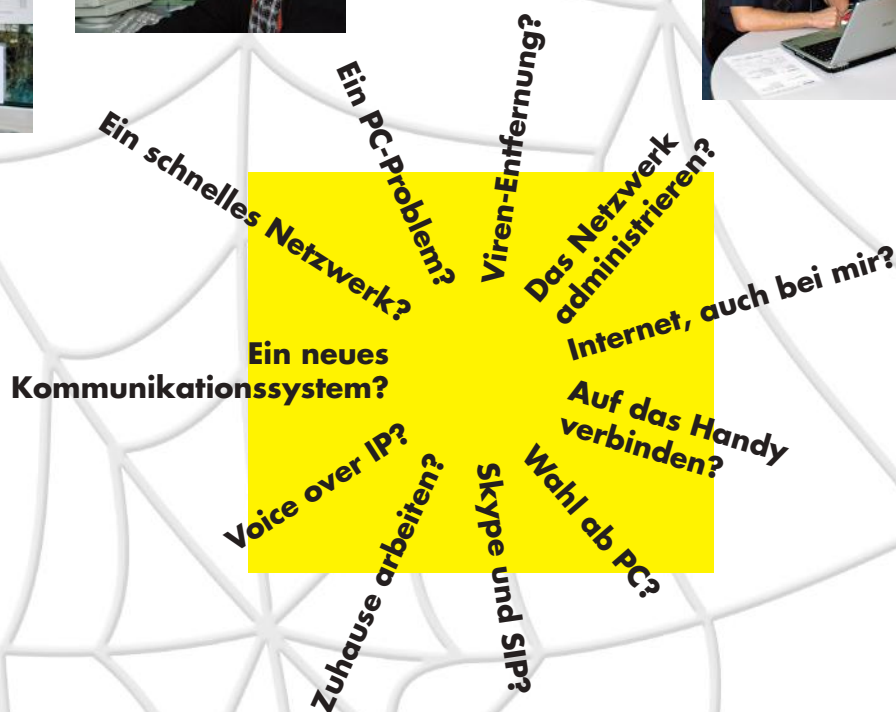 Ein schnelles Netzwerk?
Ein PC-Problem?
Viren-Entfernung?
Das Netzwerk
administrieren?
Internet, auch bei mir?
Auf das Handy
verbinden?
Wahl ab PC?
Skype und SIP?
Zuhause arbeiten?
Voice over IP?
Ein neues
Kommunikationssystem?